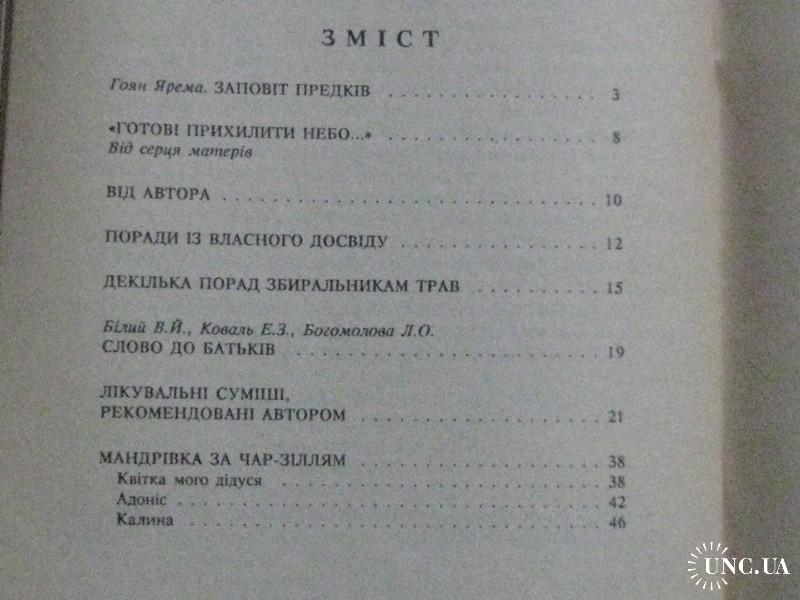 ЗМІСТ
Гоян Ярема. ЗАПОВІТ ПРЕДКІВ . . . . . . . . . . . . . . . . 3
«ГОТОВІ ПРИХИЛИТИ НЕБО...» . . . . . . . . . . . . . . . . 8
Від серця матерів
ВІД АВТОРА . . . . . . . . . . . . . . . . 10
ПОРАДИ ІЗ ВЛАСНОГО ДОСВІДУ . . . . . . . . . . . . . . . . 12
ДЕКІЛЬКА ПОРАД ЗБИРАЛЬНИКАМ ТРАВ . . . . . . . . . . 15
Білий В.Й., Коваль Е.З., Богомолова Л.О.
СЛОВО ДО БАТЬКІВ . . . . . . . . . . . . . . . . 19
ЛІКУВАЛЬНІ СУМІШІ,
РЕКОМЕНДОВАНІ АВТОРОМ . . . . . . . . . . . . . . . . 21
МАНДРІВКА ЗА ЧАР-ЗІЛЛЯМ . . . . . . . . . . . . . . . . 38
Квітка мого дідуся . . . . . . . . . . . . . . . . 38
Адоніс . . . . . . . . . . . . . . . . 42
Калина . . . . . . . . . . . . . . . . 46
UNC.UA